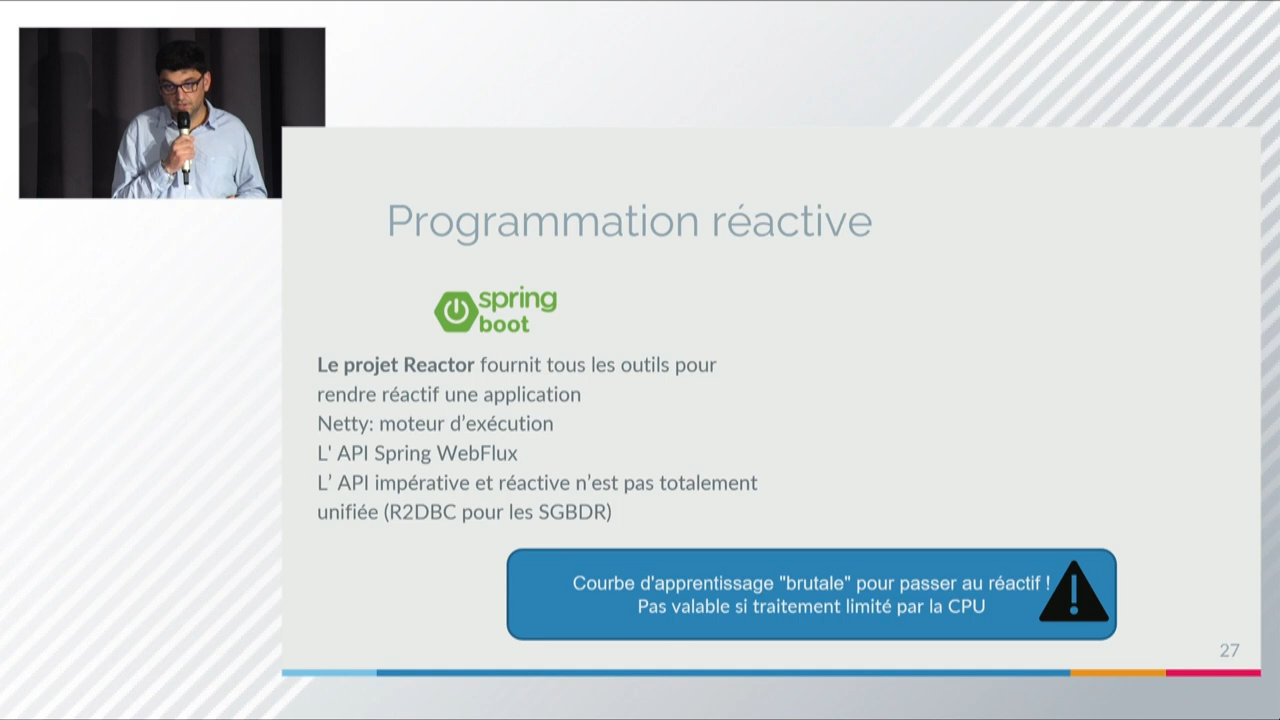 Programmation réactive
spring
boot
Le projet Reactor fournit tous les outils pour
rendre réactif une application
Netty: moteur d’exécution
L' API Spring WebFlux
L’ API impérative et réactive n’est pas totalement
unifiée (R2DBC pour les SGBDR)
Courbe d'apprentissage "brutale" pour passer au réactif !
Pas valable si traitement limité par la CPU
27